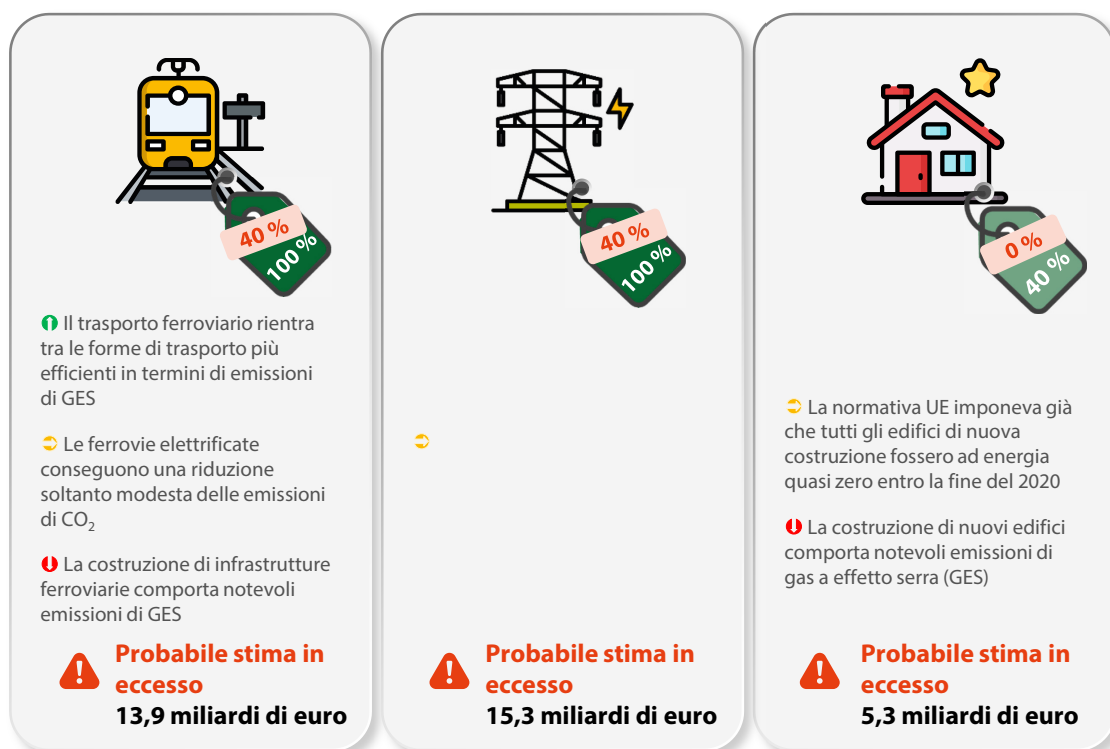 40 %
100 %
Il trasporto ferroviario rientra
tra le forme di trasporto più
efficienti in termini di emissioni
di GES
Le ferrovie elettrificate
conseguono una riduzione
soltanto modesta delle emissioni
di CO₂
La costruzione di infrastrutture
ferroviarie comporta notevoli
emissioni di GES
Probabile stima in
eccesso
13,9 miliardi di euro
40 %
100 %
Probabile stima in
eccesso
15,3 miliardi di euro
0 %
40 %
La normativa UE imponeva già
che tutti gli edifici di nuova
costruzione fossero ad energia
quasi zero entro la fine del 2020
La costruzione di nuovi edifici
comporta notevoli emissioni di
gas a effetto serra (GES)
Probabile stima in
eccesso
5,3 miliardi di euro